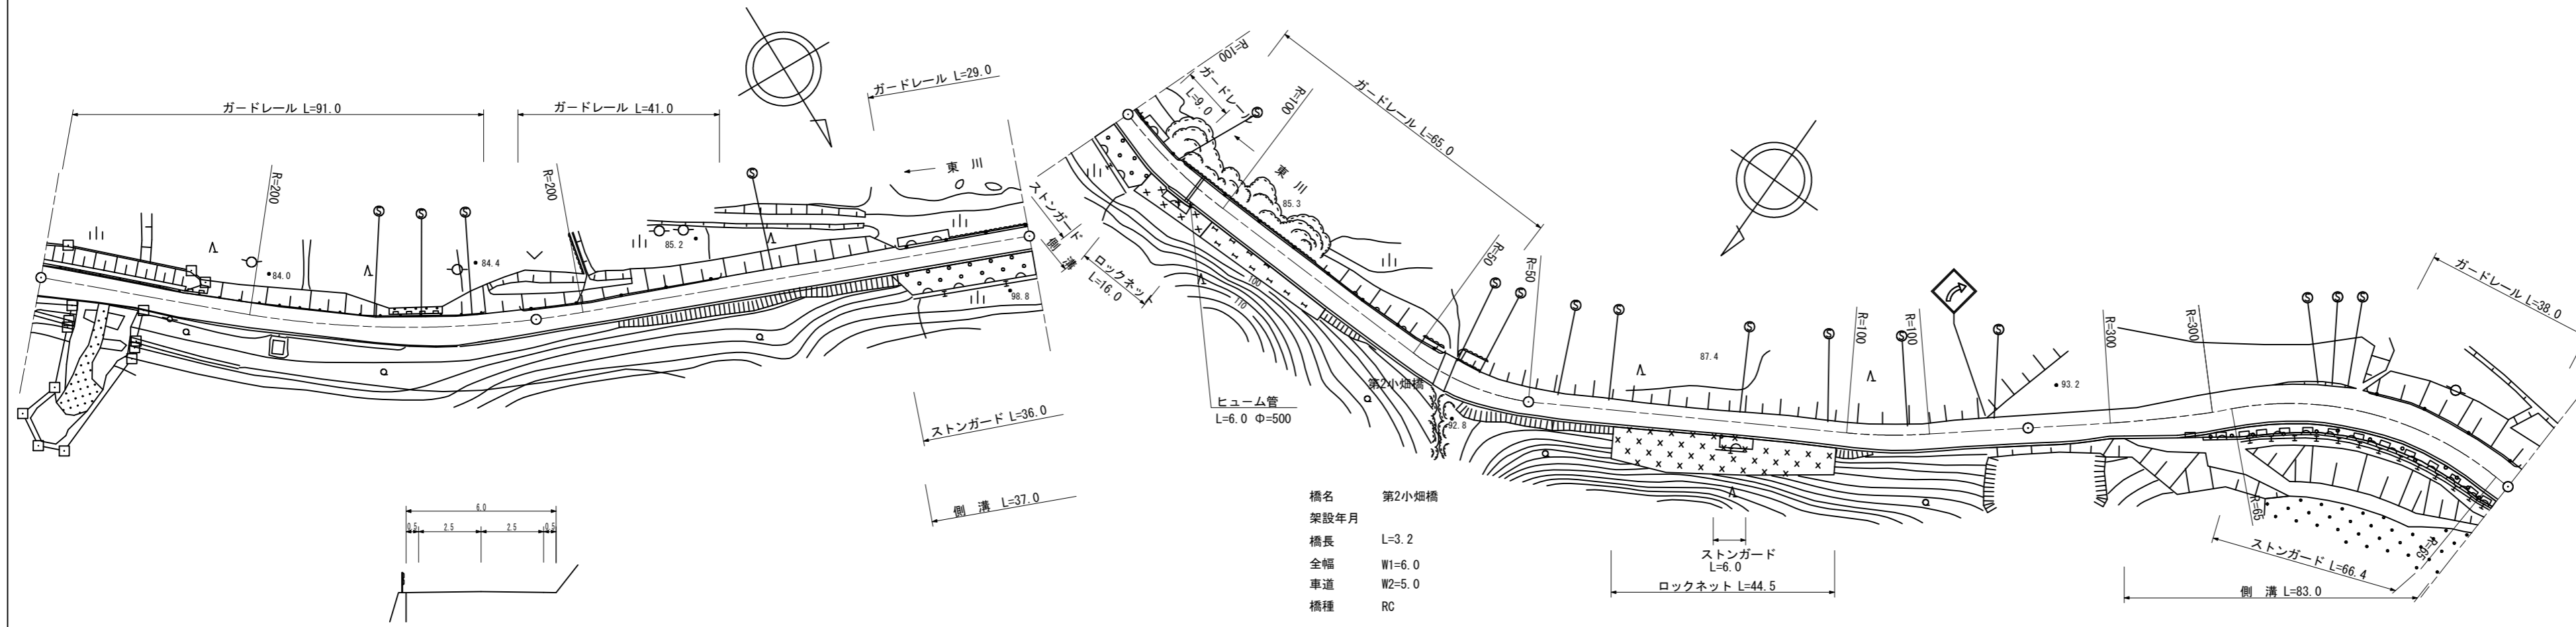 ガードレール L=91.0
ガードレール L=41.0
ガードレール L=29.0
R=200
R=200
東 川
84.0
84.4
85.2
98.8
S
S
S
S
ストンガード L=36.0
側 溝 L=37.0
6.0
0.5
2.5
2.5
0.5
R=100
ガードレール
L=9.0
R=100
ガードレール L=65.0
S
東 川
85.3
ストンガード
側 溝
ロックネット
L=16.0
100
110
R=50
R=50
S
S
S
S
S
S
S
S
87.4
R=100
R=100
R=300
R=300
93.2
S
S
S
ガードレール L=38.0
第2小畑橋
92.8
ヒューム管
L=6.0 Φ=500
橋名 第2小畑橋
架設年月
橋長 L=3.2
全幅 W1=6.0
車道 W2=5.0
橋種 RC
ストンガード
L=6.0
ロックネット L=44.5
R=65
R=65
ストンガード L=66.4
側 溝 L=83.0